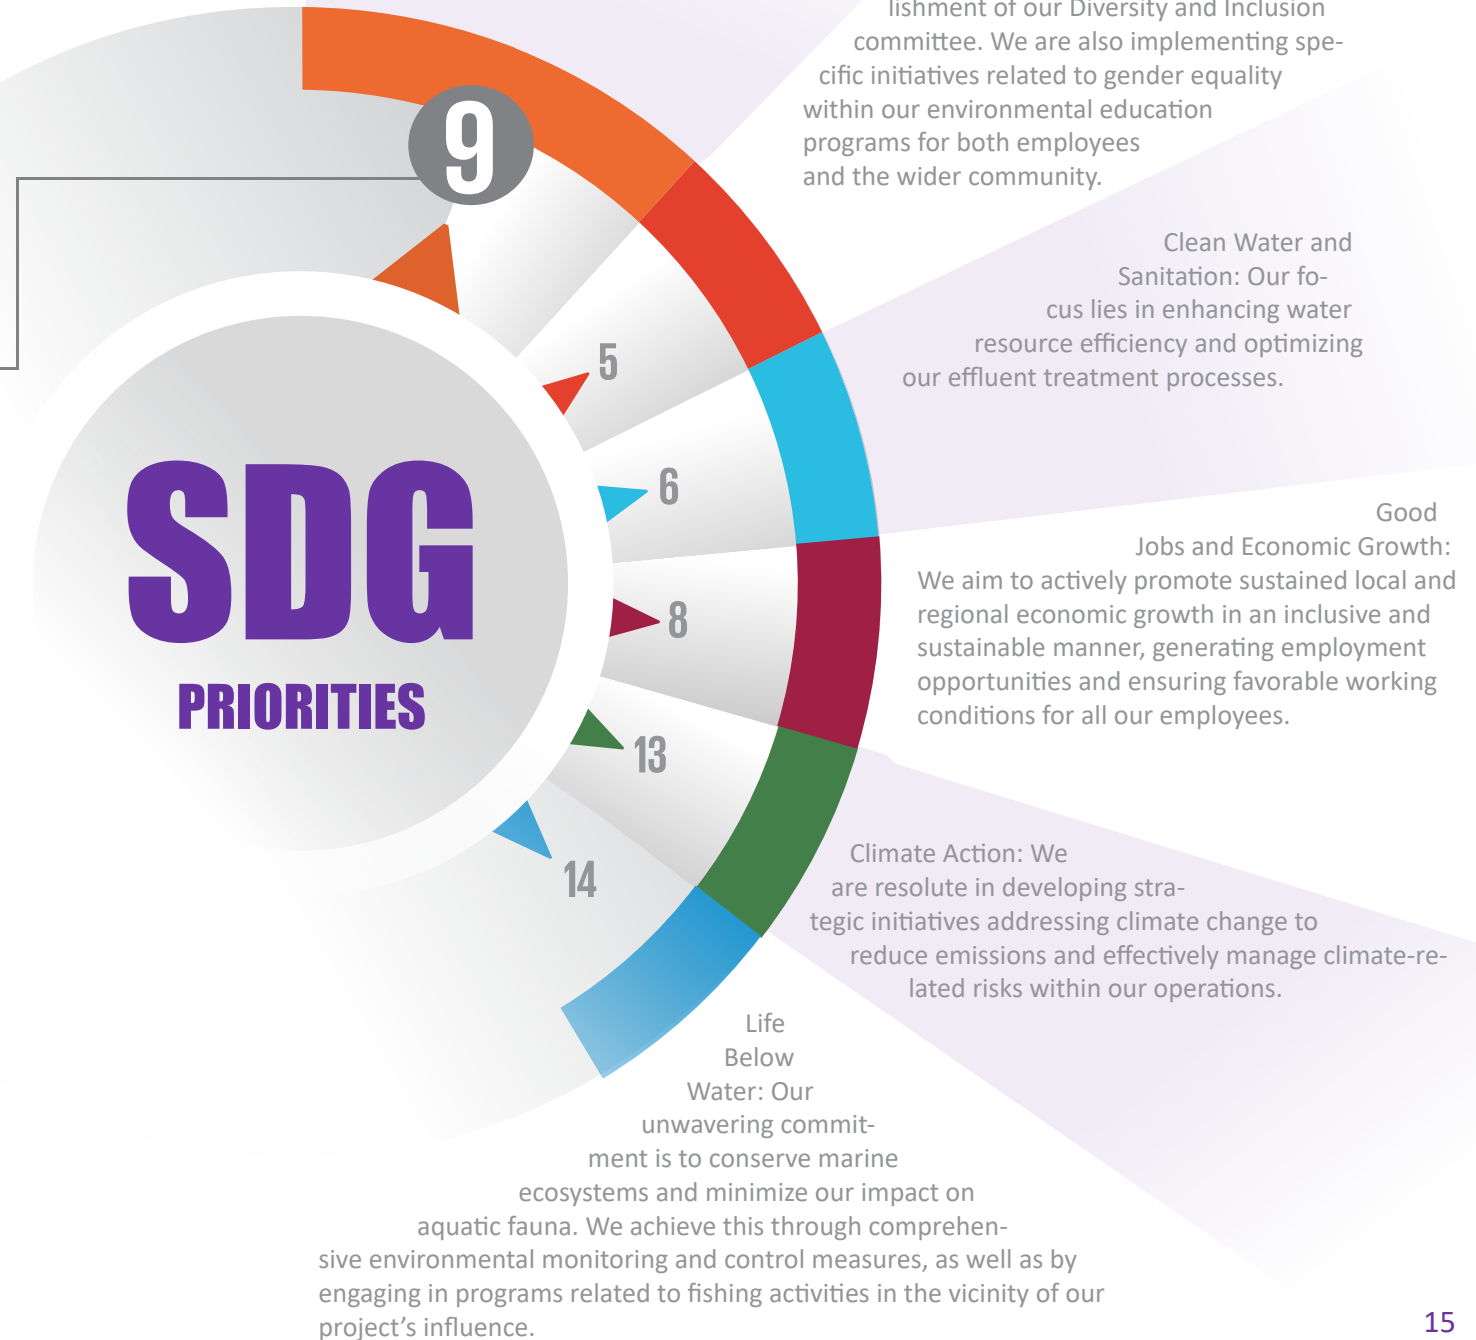 lishment of our Diversity and Inclusion
committee. We are also implementing spe-
cific initiatives related to gender equality
within our environmental education
programs for both employees
and the wider community.
9
Clean Water and
Sanitation: Our fo-
cus lies in enhancing water
resource efficiency and optimizing
our effluent treatment processes.
5
6
SDG
PRIORITIES
Good
Jobs and Economic Growth:
We aim to actively promote sustained local and
regional economic growth in an inclusive and
sustainable manner, generating employment
opportunities and ensuring favorable working
conditions for all our employees.
8
13
14
Climate Action: We
are resolute in developing stra-
tegic initiatives addressing climate change to
reduce emissions and effectively manage climate-re-
lated risks within our operations.
Life
Below
Water: Our
unwavering commit-
ment is to conserve marine
ecosystems and minimize our impact on
aquatic fauna. We achieve this through comprehen-
sive environmental monitoring and control measures, as well as by
engaging in programs related to fishing activities in the vicinity of our
project's influence.
15